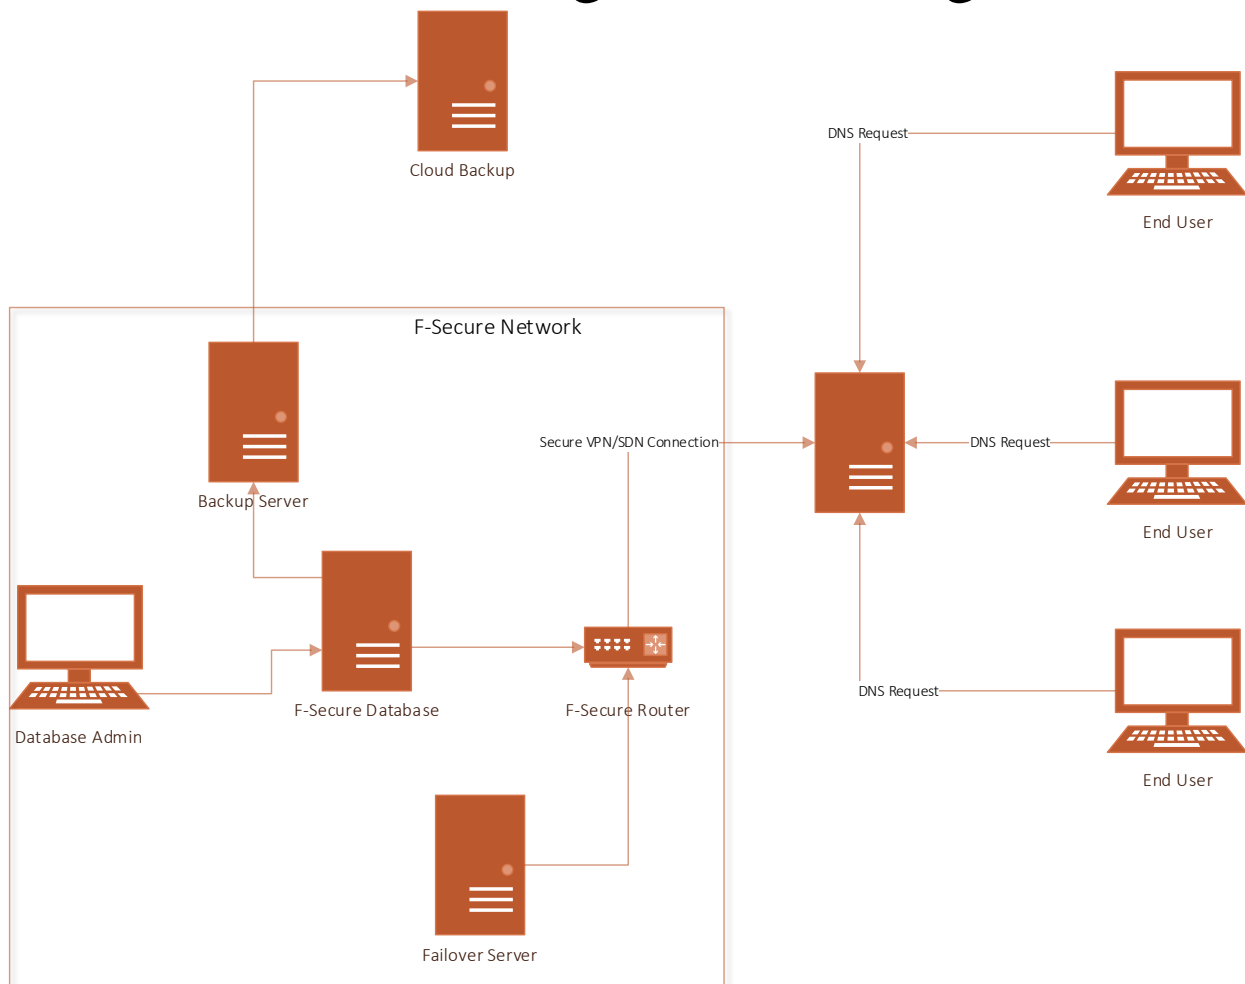 Cloud Backup
DNS Request
End User
F-Secure Network
Secure VPN/SDN Connection
DNS Request
Backup Server
End User
DNS Request
F-Secure Database
F-Secure Router
Database Admin
End User
Failover Server